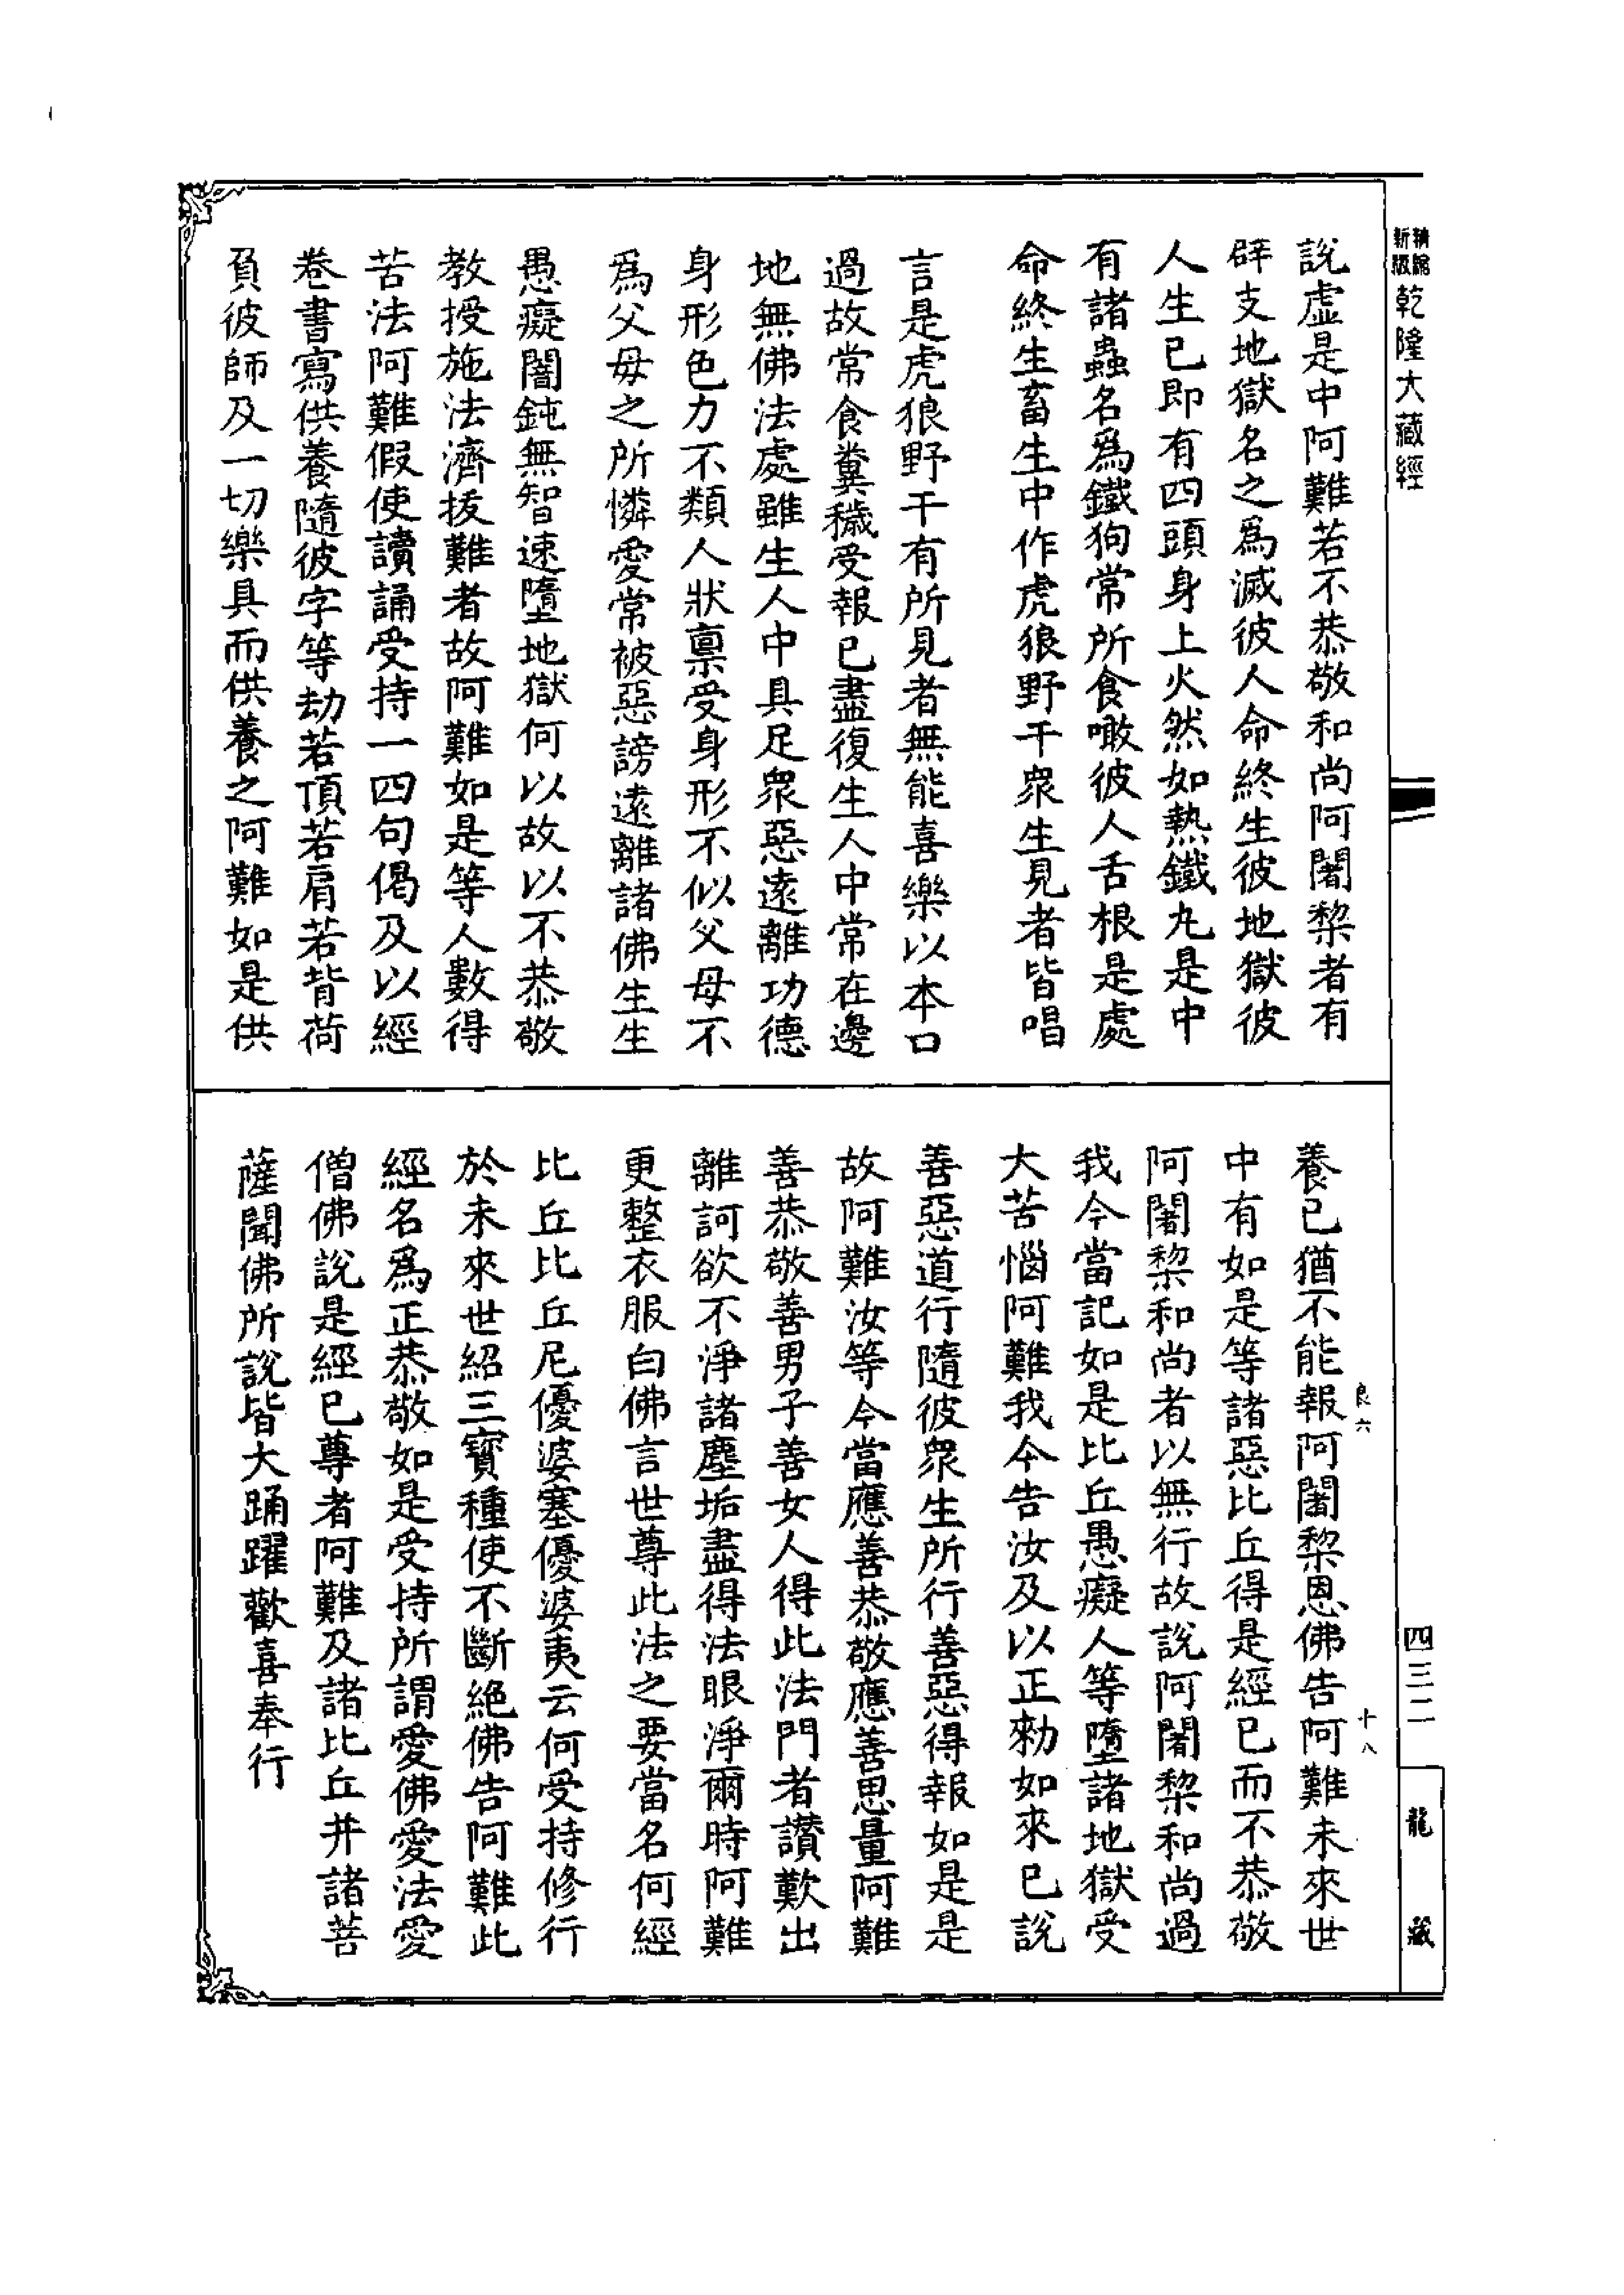 新版
精縮
乾隆大藏經
說虛是中阿難若不恭敬和尚阿闍梨者有
辟支地獄名之爲滅彼人命終生彼地獄彼
人生已即有四頭身上火然如熱鐵丸是中
有諸蟲名爲鐵狗常所食噉彼人舌根是處
命終生畜生中作虎狼野干衆生見者皆唱
言是虎狼野干有所見者無能喜樂以本口
過故常食糞穢受報已盡復生人中常在邊
地無佛法處雖生人中具足衆惡遠離功德
身形色力不類人狀禀受身形不似父母不
爲父母之所憐愛常被惡謗遠離諸佛生生
愚癡闇鈍無智速墮地獄何以故以不恭敬
教授施法濟拔難者故阿難如是等人數得
苦法阿難假使讀誦受持一四句偈及以經
卷書寫供養隨彼字等劫若頂若肩若背荷
負彼師及一切樂具而供養之阿難如是供
養已猶不能報阿闍梨恩佛告阿難未來世
中有如是等諸惡比丘得是經已而不恭敬
阿闍梨和尚者以無行故說阿闍梨和尚過
我今當記如是比丘愚癡人等墮諸地獄受
大苦惱阿難我今告汝及以正勑如來已說
善惡道行隨彼衆生所行善惡得報如是是
故阿難汝等今當應善恭敬應善思量阿難
善恭敬善男子善女人得此法門者讃歎出
離訶欲不淨諸塵垢盡得法眼淨爾時阿難
更整衣服白佛言世尊此法之要當名何經
比丘比丘尼優婆塞優婆夷云何受持修行
於未來世紹三寳種使不斷絕佛告阿難此
經名爲正恭敬如是受持所謂愛佛愛法愛
僧佛說是經已尊者阿難及諸比丘并諸菩
薩聞佛所說皆大踊躍歡喜奉行
良六
十八
四三二
龍藏